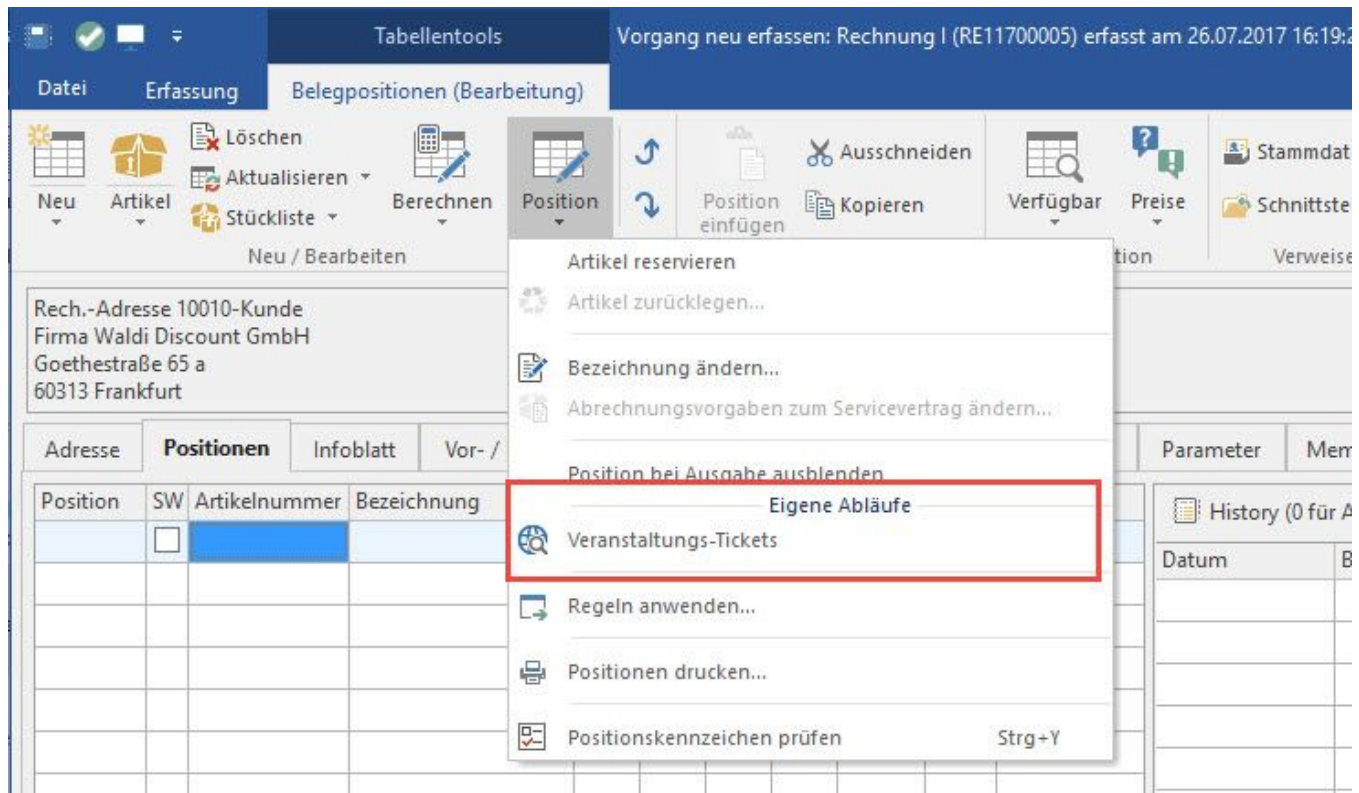 Tabellentools
Vorgang neu erfassen: Rechnung I (RE11700005) erfasst am 26.07.2017 16:19:2
Datei
Erfassung
Belegpositionen (Bearbeitung)
Neu
Artikel
Löschen
Aktualisieren
Stückliste
Berechnen
Position
Position
einfügen
Ausschneiden
Kopieren
Verfügbar
Preise
Stammdat
Schnittste
Neu / Bearbeiten
tion
Verweise
Rech.-Adresse 10010-Kunde
Firma Waldi Discount GmbH
Goethestraße 65 a
60313 Frankfurt
Artikel reservieren
Artikel zurücklegen...
Bezeichnung ändern...
Abrechnungsvorgaben zum Servicevertrag ändern...
Position bei Ausgabe ausblenden
Eigene Abläufe
Veranstaltungs-Tickets
Regeln anwenden...
Positionen drucken...
Positionskennzeichen prüfen Strg+Y
Adresse
Positionen
Infoblatt
Vor- /
Parameter
Mem
Position SW Artikelnummer Bezeichnung
History (0 für A
Datum B